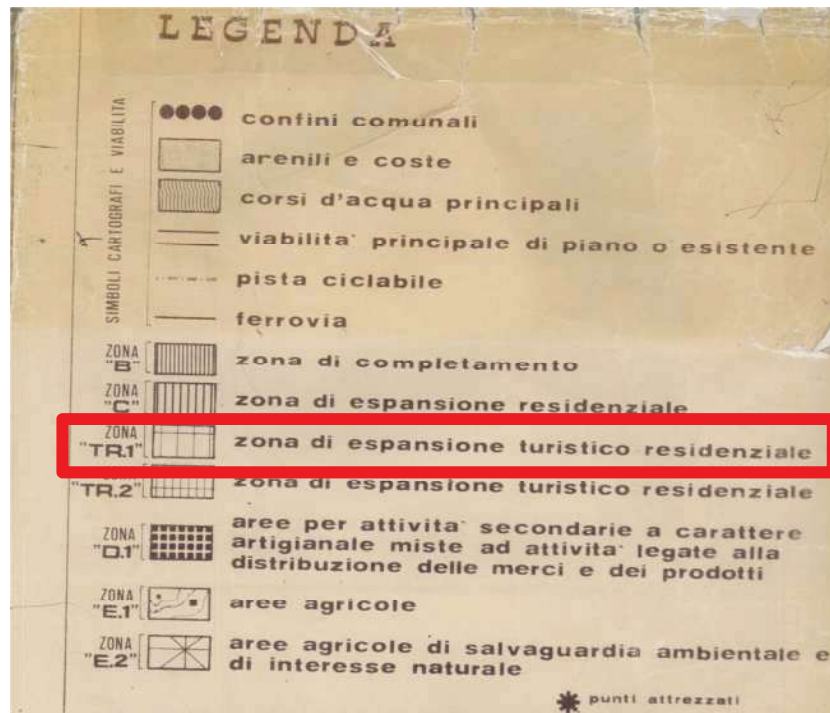 LEGENDA
SIMBOLI CARTOGRAFI E VIABILITA
confini comunali
arenili e coste
corsi d'acqua principali
viabilita' principale di piano o esistente
pista ciclabile
ferrovia
ZONA "B" zona di completamento
ZONA "C" zona di espansione residenziale
ZONA "TR.1" zona di espansione turistico residenziale
ZONA "TR.2" zona di espansione turistico residenziale
ZONA "D.1" aree per attivita' secondarie a carattere
artigianale miste ad attivita' legate alla
distribuzione delle merci e dei prodotti
ZONA "E.1" aree agricole
ZONA "E.2" aree agricole di salvaguardia ambientale e
di interesse naturale
punti attrezzati